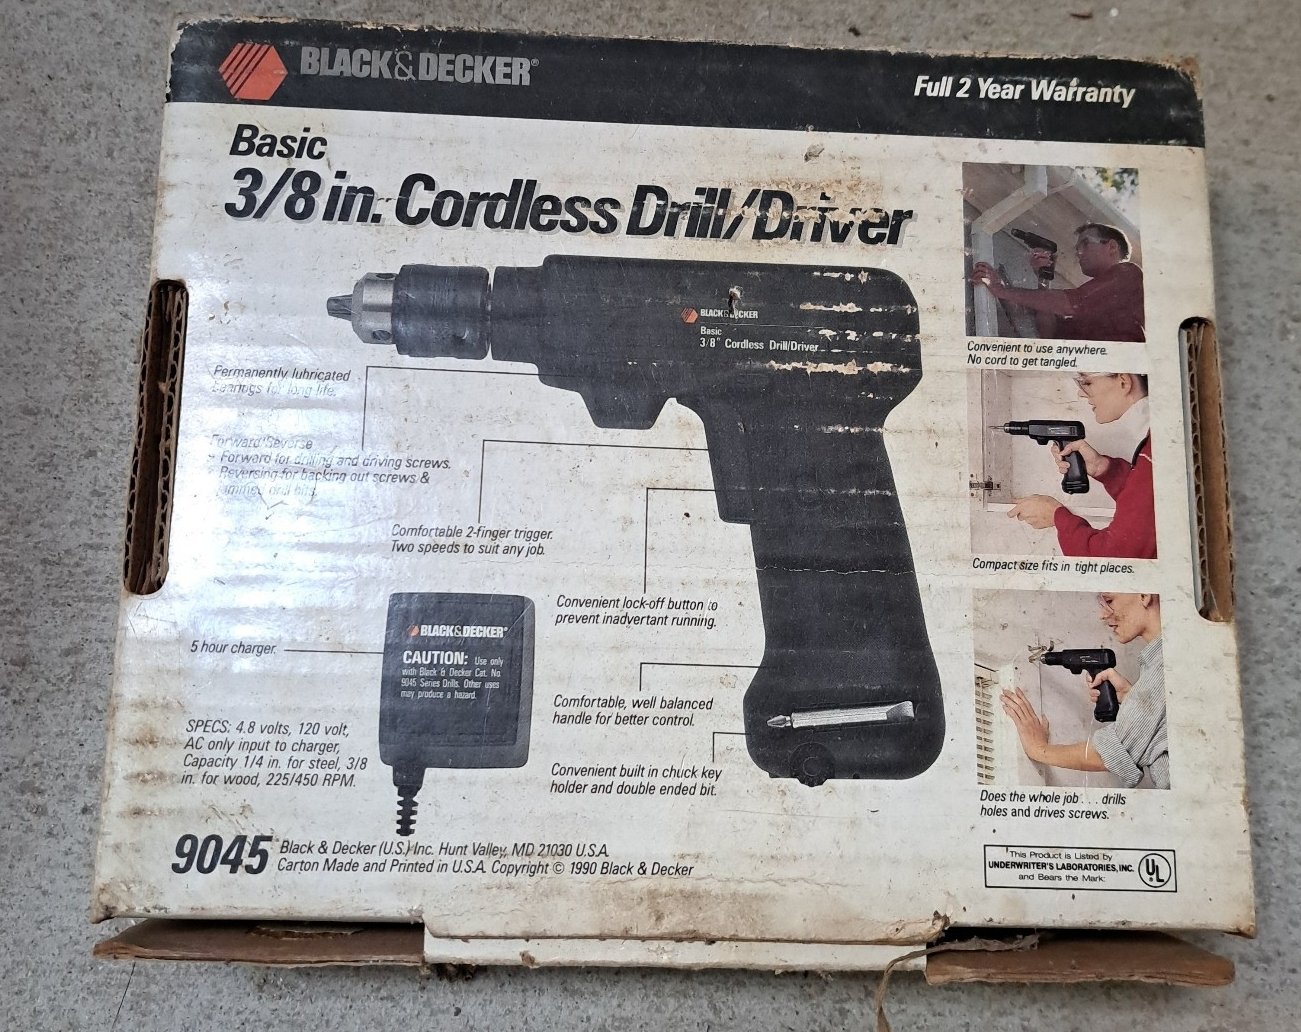 BLACK&DECKER®
Full 2 Year Warranty
Basic
3/8 in. Cordless Drill/Driver
BLACK&DECKER
Basic
3/8" Cordless Drill/Driver
Permanently lubricated
bearings for long life.
Forward/Reverse
- Forward for drilling and driving screws.
- Reversing for backing out screws &
jammed drill bits.
Comfortable 2-finger trigger.
Two speeds to suit any job.
Convenient lock-off button to
prevent inadvertant running.
5 hour charger.
BLACK&DECKER®
CAUTION: Use only
with Black & Decker Cat. No.
9045 Series Drills. Other uses
may produce a hazard.
Comfortable, well balanced
handle for better control.
Convenient built in chuck key
holder and double ended bit.
SPECS: 4.8 volts, 120 volt,
AC only input to charger,
Capacity 1/4 in. for steel, 3/8
in. for wood, 225/450 RPM.
Convenient to use anywhere.
No cord to get tangled.
Compact size fits in tight places.
Does the whole job . . . drills
holes and drives screws.
9045
Black & Decker (U.S.) Inc. Hunt Valley, MD 21030 U.S.A.
Carton Made and Printed in U.S.A. Copyright © 1990 Black & Decker
This Product is Listed by
UNDERWRITER'S LABORATORIES, INC.
and Bears the Mark:
UL